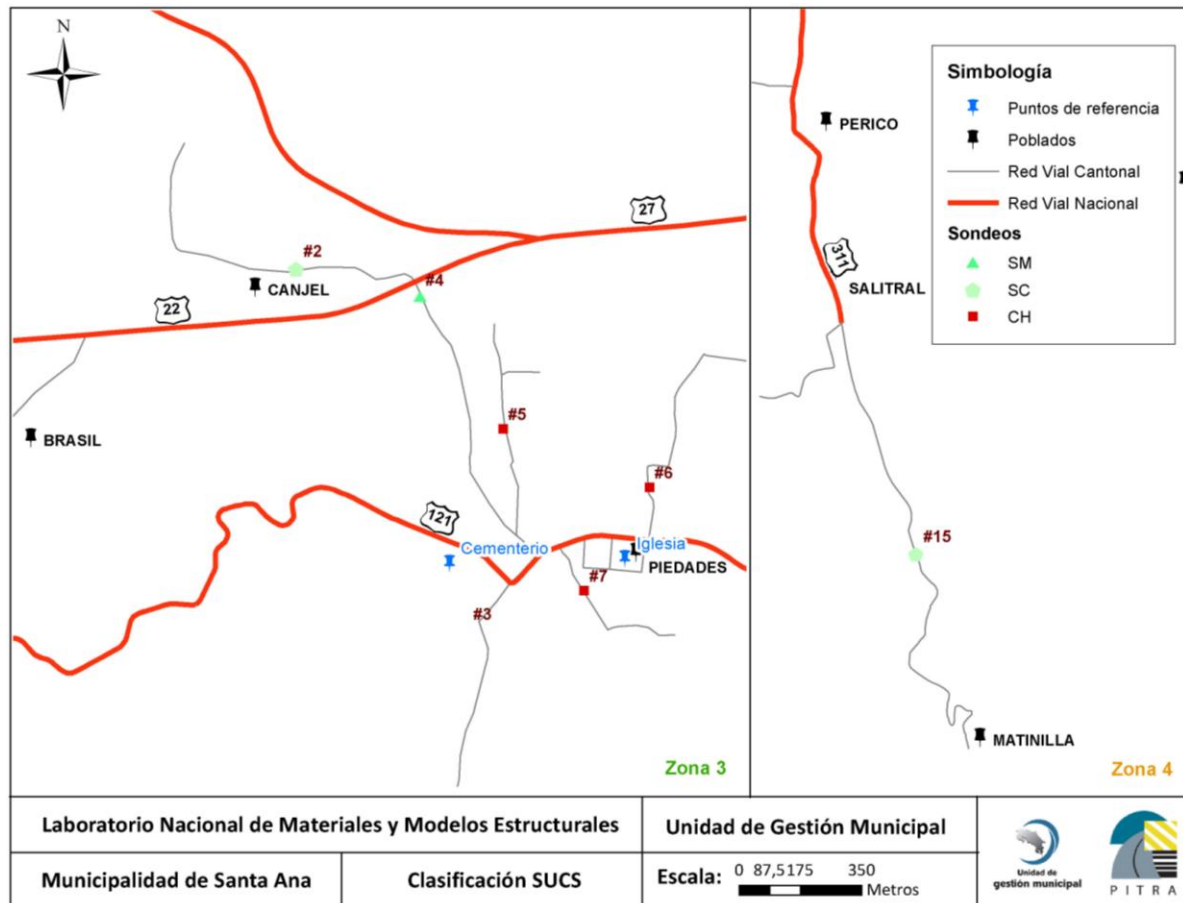 N
27
#2
#4
CANJEL
22
#5
BRASIL
#6
121
Cementerio
Iglesia
PIEDADES
#7
#3
Zona 3
PERICO
311
SALITRAL
#15
MATINILLA
Zona 4
Simbología
Puntos de referencia
Poblados
Red Vial Cantonal
Red Vial Nacional
Sondeos
SM
SC
CH
Laboratorio Nacional de Materiales y Modelos Estructurales
Unidad de Gestión Municipal
Municipalidad de Santa Ana
Clasificación SUCS
Escala: 0 87,5175 350
Metros
Unidad de
gestión municipal
PITRA